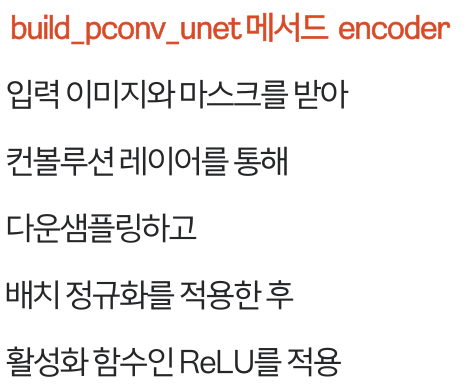 build_pconv_unet 메서드 encoder
입력 이미지와 마스크를 받아
컨볼루션 레이어를 통해
다운샘플링하고
배치 정규화를 적용한 후
활성화 함수인 ReLU를 적용